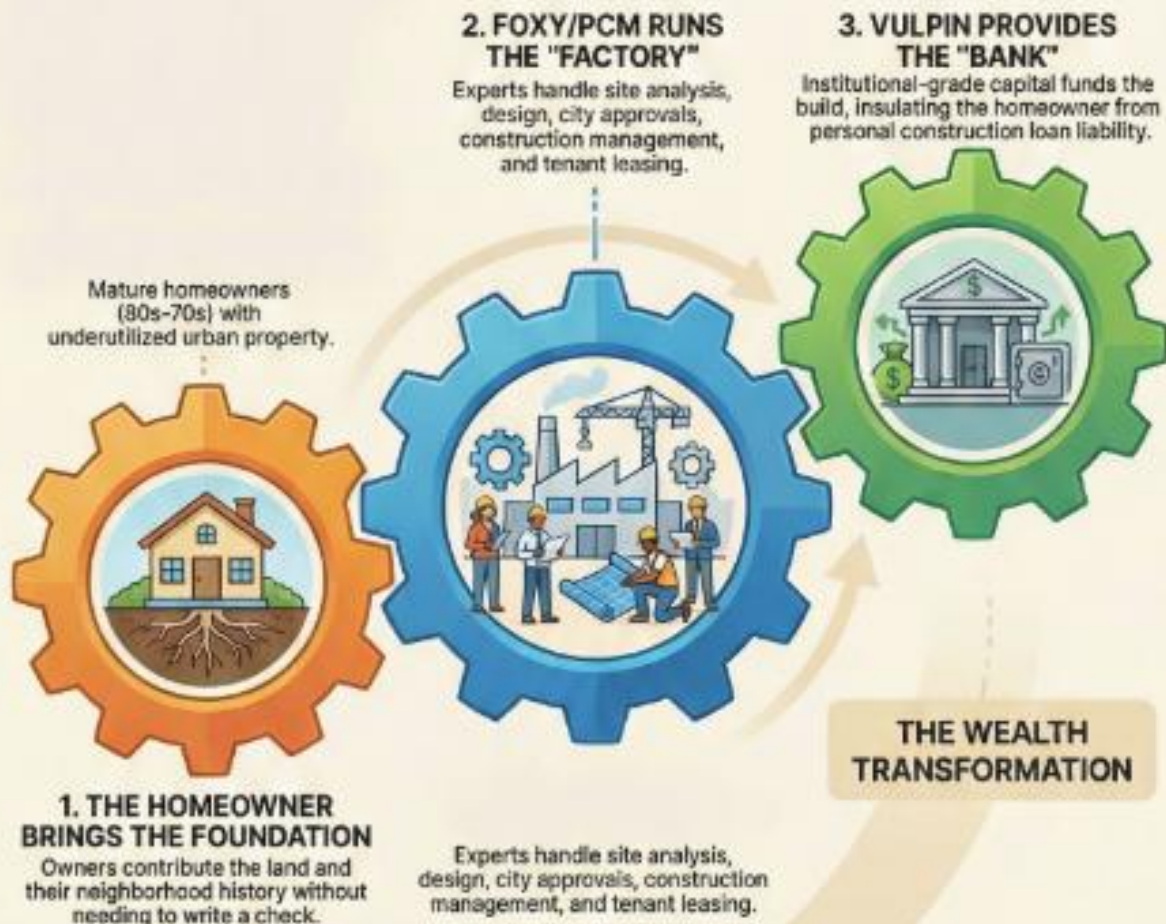 2. FOXY/PCM RUNS
THE "FACTORY"
Experts handle site analysis,
design, city approvals,
construction management,
and tenant leasing.
3. VULPIN PROVIDES
THE "BANK"
Institutional-grade capital funds the
build, insulating the homeowner from
personal construction loan liability.
Mature homeowners
(80s-70s) with
underutilized urban property.
$
$
1. THE HOMEOWNER
BRINGS THE FOUNDATION
Owners contribute the land and
their neighborhood history without
needing to write a check.
Experts handle site analysis,
design, city approvals, construction
management, and tenant leasing.
THE WEALTH
TRANSFORMATION